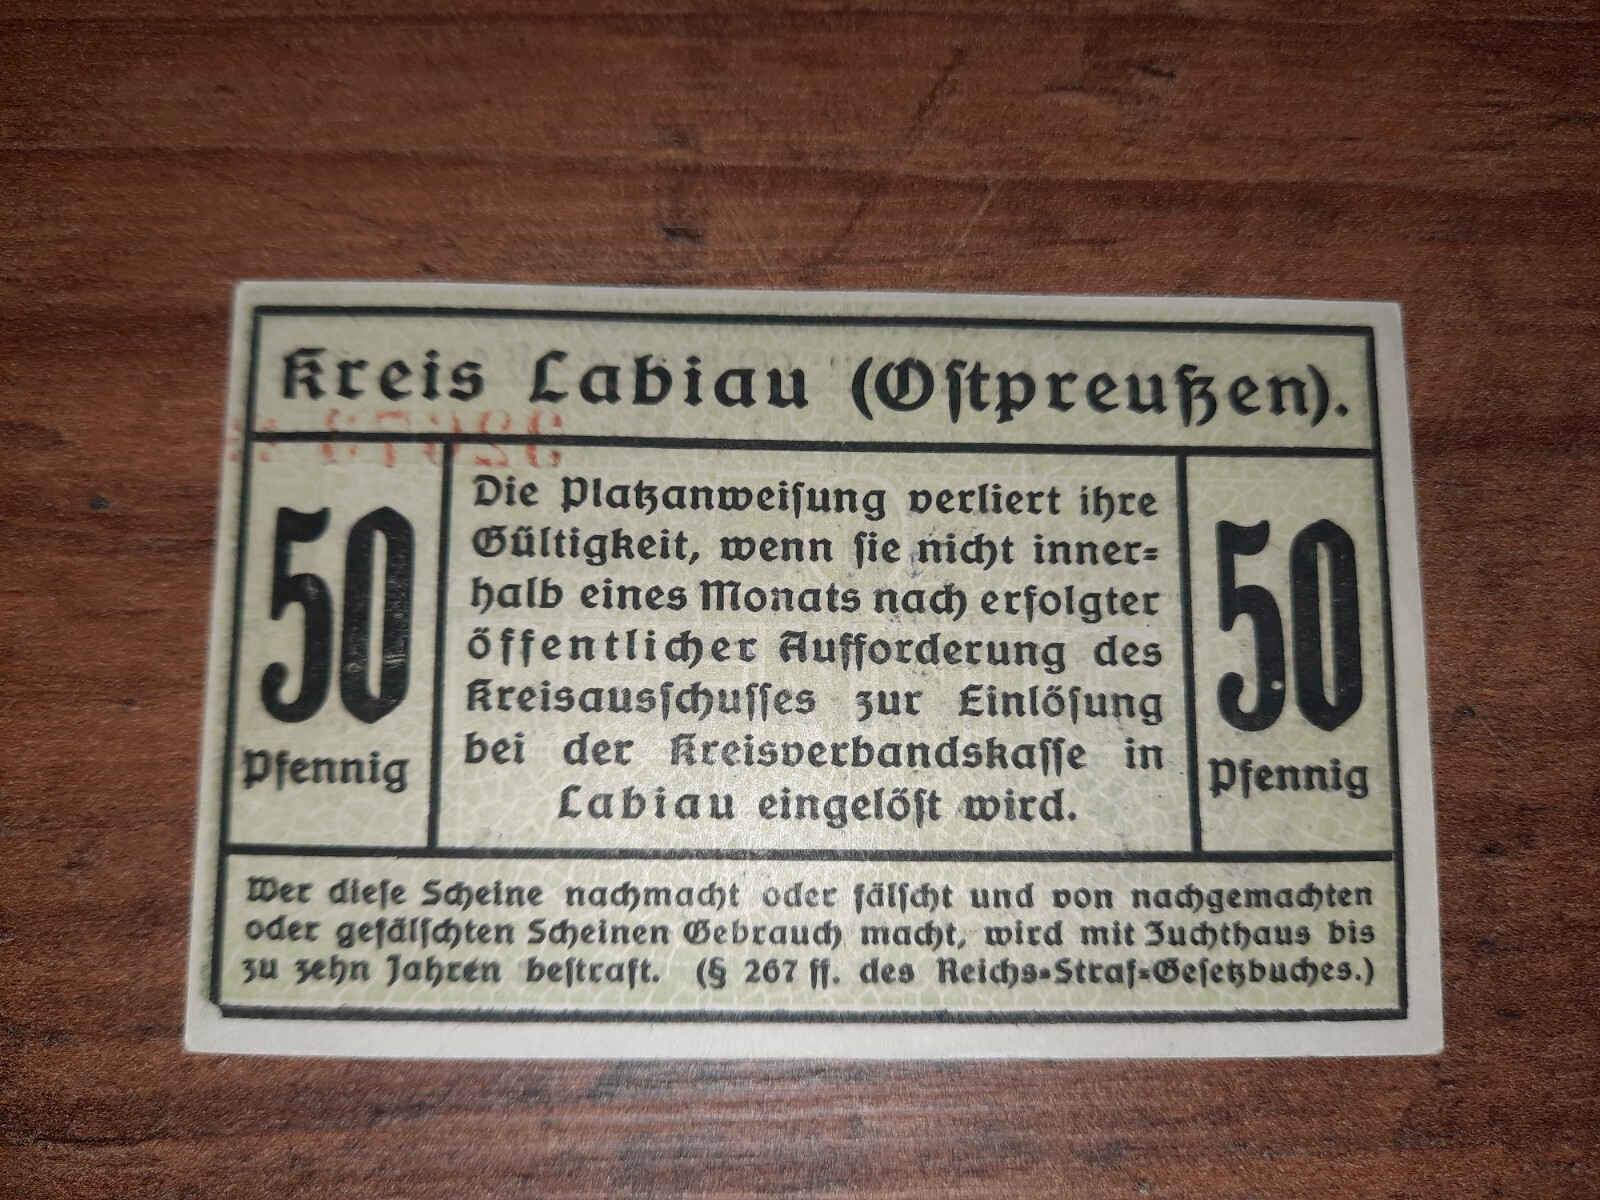 Kreis Labiau (Ostpreußen).
50
Pfennig
Die Platzanweisung verliert ihre
Gültigkeit, wenn sie nicht inner=
halb eines Monats nach erfolgter
öffentlicher Aufforderung des
Kreisausschusses zur Einlösung
bei der Kreisverbandskasse in
Labiau eingelöst wird.
50
Pfennig
Wer diese Scheine nachmacht oder fälscht und von nachgemachten
oder gefälschten Scheinen Gebrauch macht, wird mit Zuchthaus bis
zu zehn Jahren bestraft. (§ 267 ff. des Reichs=Straf=Gesetzbuches.)